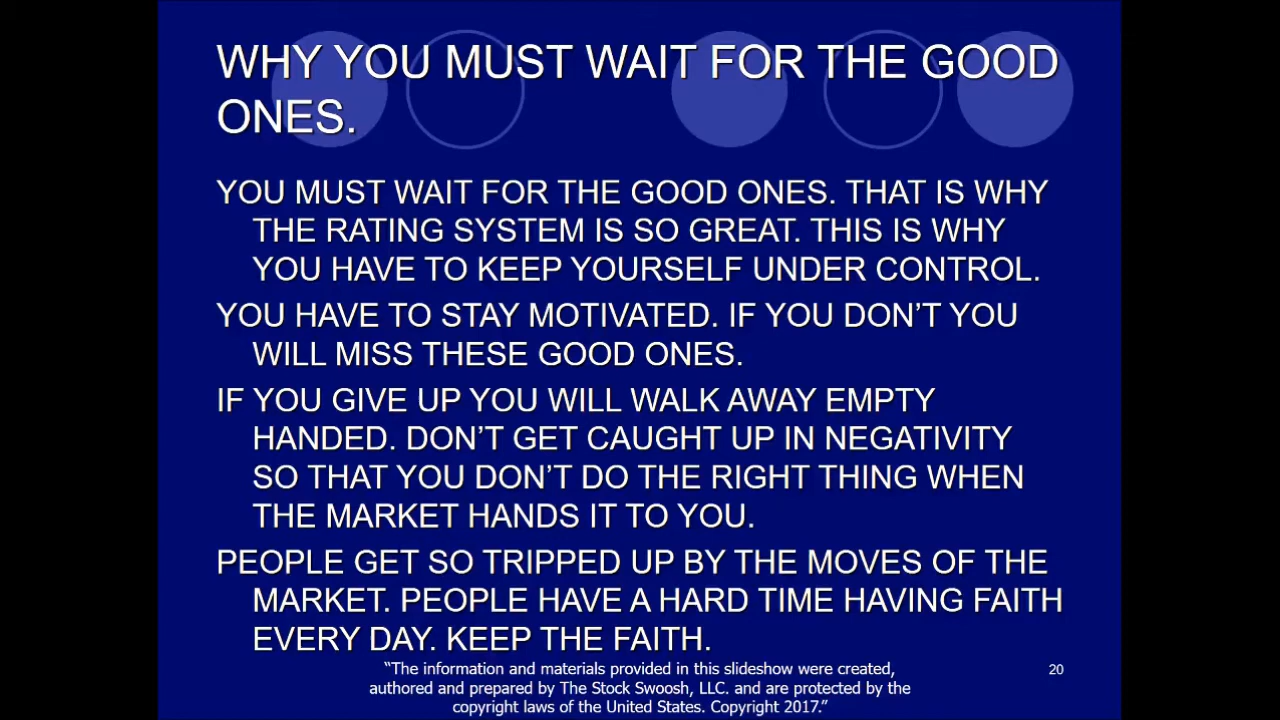 WHY YOU MUST WAIT FOR THE GOOD
ONES.
YOU MUST WAIT FOR THE GOOD ONES. THAT IS WHY
THE RATING SYSTEM IS SO GREAT. THIS IS WHY
YOU HAVE TO KEEP YOURSELF UNDER CONTROL.
YOU HAVE TO STAY MOTIVATED. IF YOU DON’T YOU
WILL MISS THESE GOOD ONES.
IF YOU GIVE UP YOU WILL WALK AWAY EMPTY
HANDED. DON’T GET CAUGHT UP IN NEGATIVITY
SO THAT YOU DON’T DO THE RIGHT THING WHEN
THE MARKET HANDS IT TO YOU.
PEOPLE GET SO TRIPPED UP BY THE MOVES OF THE
MARKET. PEOPLE HAVE A HARD TIME HAVING FAITH
EVERY DAY. KEEP THE FAITH.
“The information and materials provided in this slideshow were created,
authored and prepared by The Stock Swoosh, LLC. and are protected by the
copyright laws of the United States. Copyright 2017.”
20